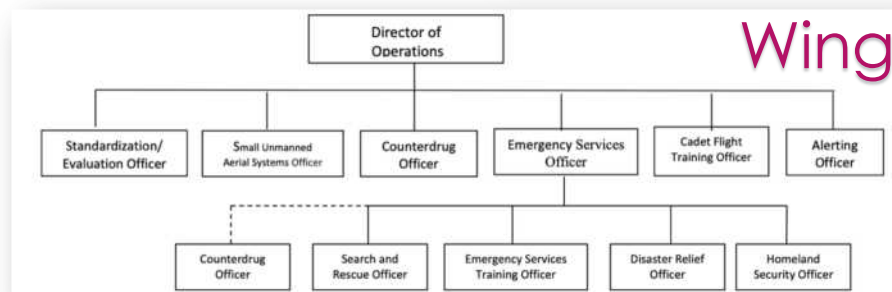 Wing
Director of
Operations
Standardization/
Evaluation Officer
Small Unmanned
Aerial Systems Officer
Counterdrug
Officer
Emergency Services
Officer
Cadet Flight
Training Officer
Alerting
Officer
Counterdrug
Officer
Search and
Rescue Officer
Emergency Services
Training Officer
Disaster Relief
Officer
Homeland
Security Officer